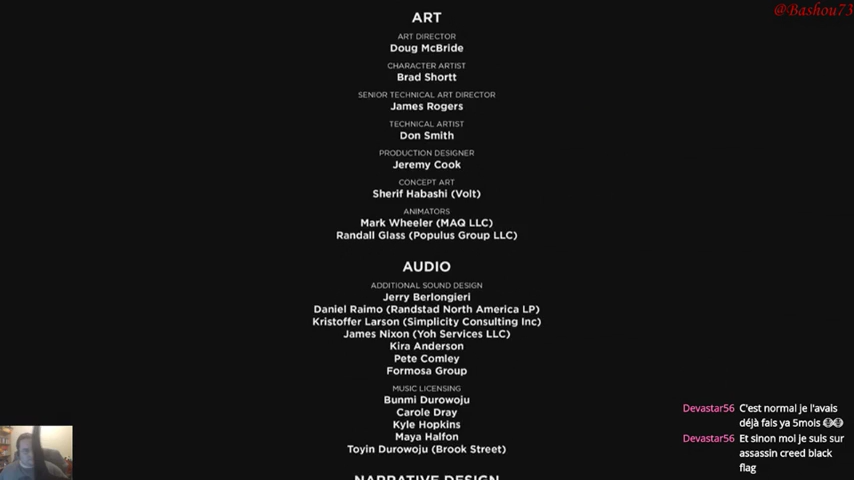 @Bashou73
ART
ART DIRECTOR
Doug McBride
CHARACTER ARTIST
Brad Shortt
SENIOR TECHNICAL ART DIRECTOR
James Rogers
TECHNICAL ARTIST
Don Smith
PRODUCTION DESIGNER
Jeremy Cook
CONCEPT ART
Sherif Habashi (Volt)
ANIMATORS
Mark Wheeler (MAQ LLC)
Randall Glass (Populus Group LLC)
AUDIO
ADDITIONAL SOUND DESIGN
Jerry Berlongieri
Daniel Raimo (Randstad North America LP)
Kristoffer Larson (Simplicity Consulting Inc)
James Nixon (Yoh Services LLC)
Kira Anderson
Pete Comley
Formosa Group
MUSIC LICENSING
Bunmi Durowoju
Carole Dray
Kyle Hopkins
Maya Halfon
Toyin Durowoju (Brook Street)
NARRATIVE DESIGN
Devastar56 C'est normal je l'avais
déjà fais ya 5mois
Devastar56 Et sinon moi je suis sur
assassin creed black
flag